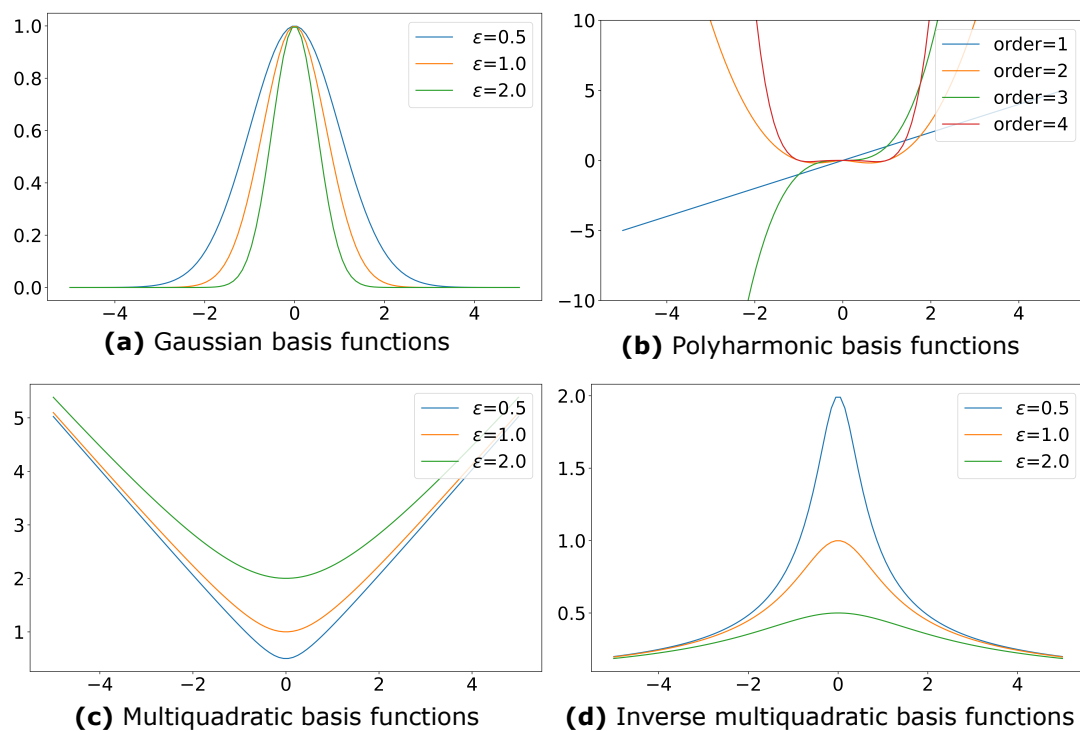 1.0
0.8
0.6
0.4
0.2
0.0
−4 −2 0 2 4
ε=0.5
ε=1.0
ε=2.0
(a) Gaussian basis functions
10
5
0
−5
−10
−4 −2 0 2 4
order=1
order=2
order=3
order=4
(b) Polyharmonic basis functions
5
4
3
2
1
−4 −2 0 2 4
ε=0.5
ε=1.0
ε=2.0
(c) Multiquadratic basis functions
2.0
1.5
1.0
0.5
−4 −2 0 2 4
ε=0.5
ε=1.0
ε=2.0
(d) Inverse multiquadratic basis functions